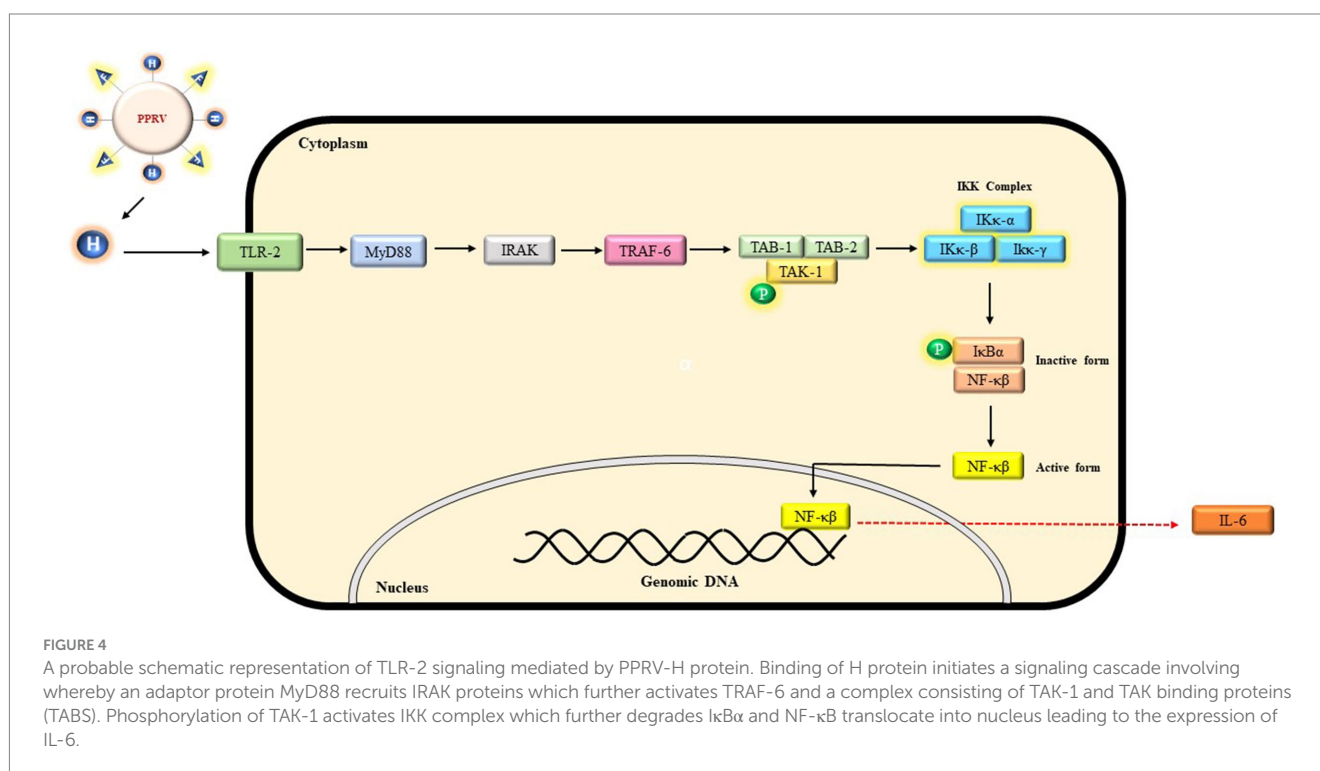 H
F
F
H
PPRV
H
F
F
H
Cytoplasm
IKK Complex
H
TLR-2
MyD88
IRAK
TRAF-6
TAB-1
TAB-2
TAK-1
P
IKκ-α
IKκ-β
Ikκ-γ
P
IκBα
NF-κβ
Inactive form
α
NF-κβ
Active form
NF-κβ
IL-6
Genomic DNA
Nucleus
FIGURE 4
A probable schematic representation of TLR-2 signaling mediated by PPRV-H protein. Binding of H protein initiates a signaling cascade involving
whereby an adaptor protein MyD88 recruits IRAK proteins which further activates TRAF-6 and a complex consisting of TAK-1 and TAK binding proteins
(TABS). Phosphorylation of TAK-1 activates IKK complex which further degrades IκBα and NF-κB translocate into nucleus leading to the expression of
IL-6.